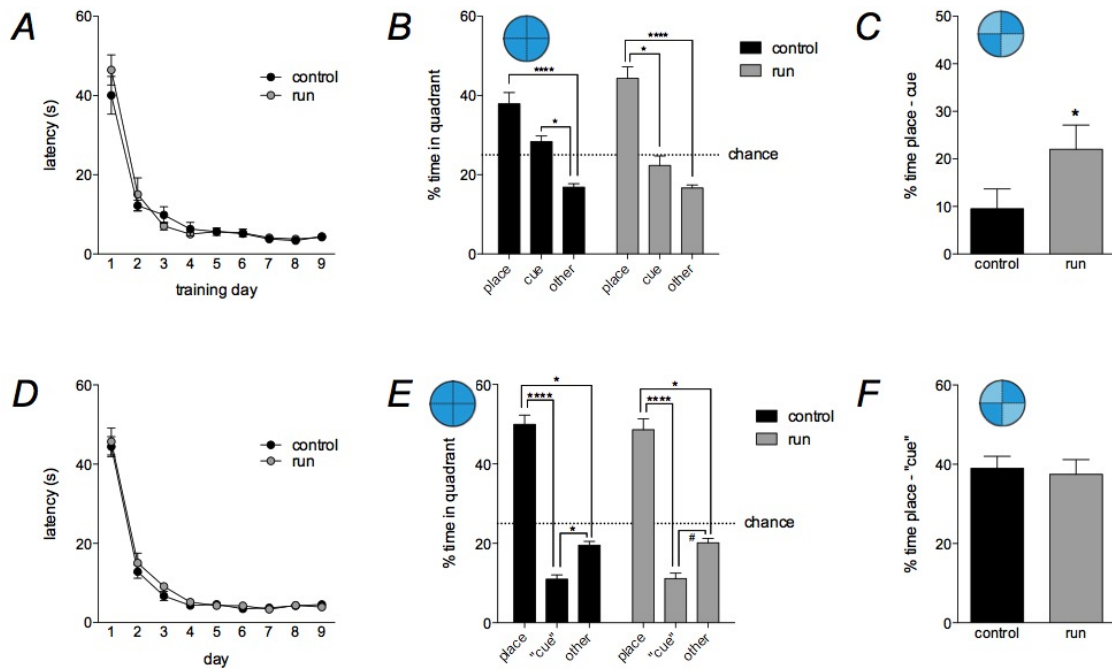 A
latency (s)
60
40
20
0
1 2 3 4 5 6 7 8 9
training day
control
run
B
% time in quadrant
60
40
20
0
****
*
****
*
chance
control
run
place cue other place cue other
C
% time place - cue
50
40
30
20
10
0
*
control run
D
latency (s)
60
40
20
0
1 2 3 4 5 6 7 8 9
day
control
run
E
% time in quadrant
60
40
20
0
*
****
*
*
****
#
chance
control
run
place "cue" other place "cue" other
F
% time place - "cue"
60
40
20
0
control run